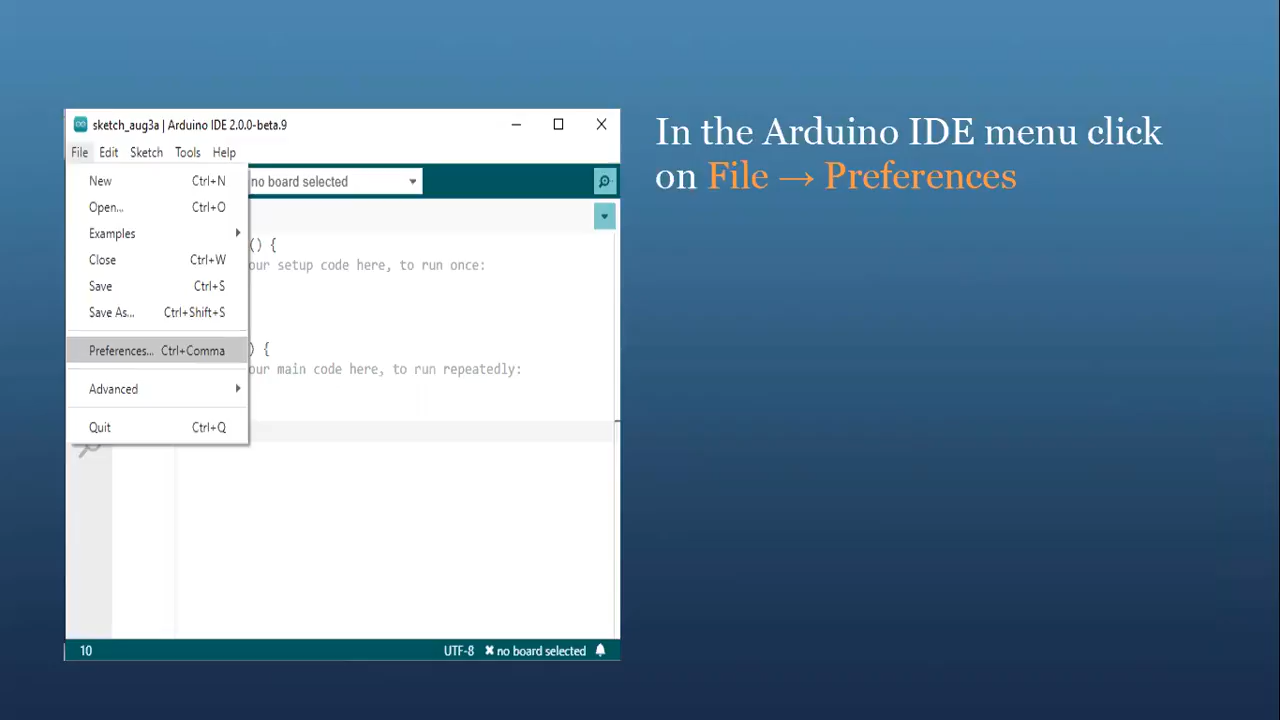 sketch_aug3a | Arduino IDE 2.0.0-beta.9
File Edit Sketch Tools Help
New Ctrl+N
no board selected
Open... Ctrl+O
Examples
Close Ctrl+W
Save Ctrl+S
Save As... Ctrl+Shift+S
Preferences... Ctrl+Comma
Advanced
Quit Ctrl+Q
() {
our setup code here, to run once:
) {
our main code here, to run repeatedly:
10 UTF-8 ✖ no board selected
In the Arduino IDE menu click
on File → Preferences